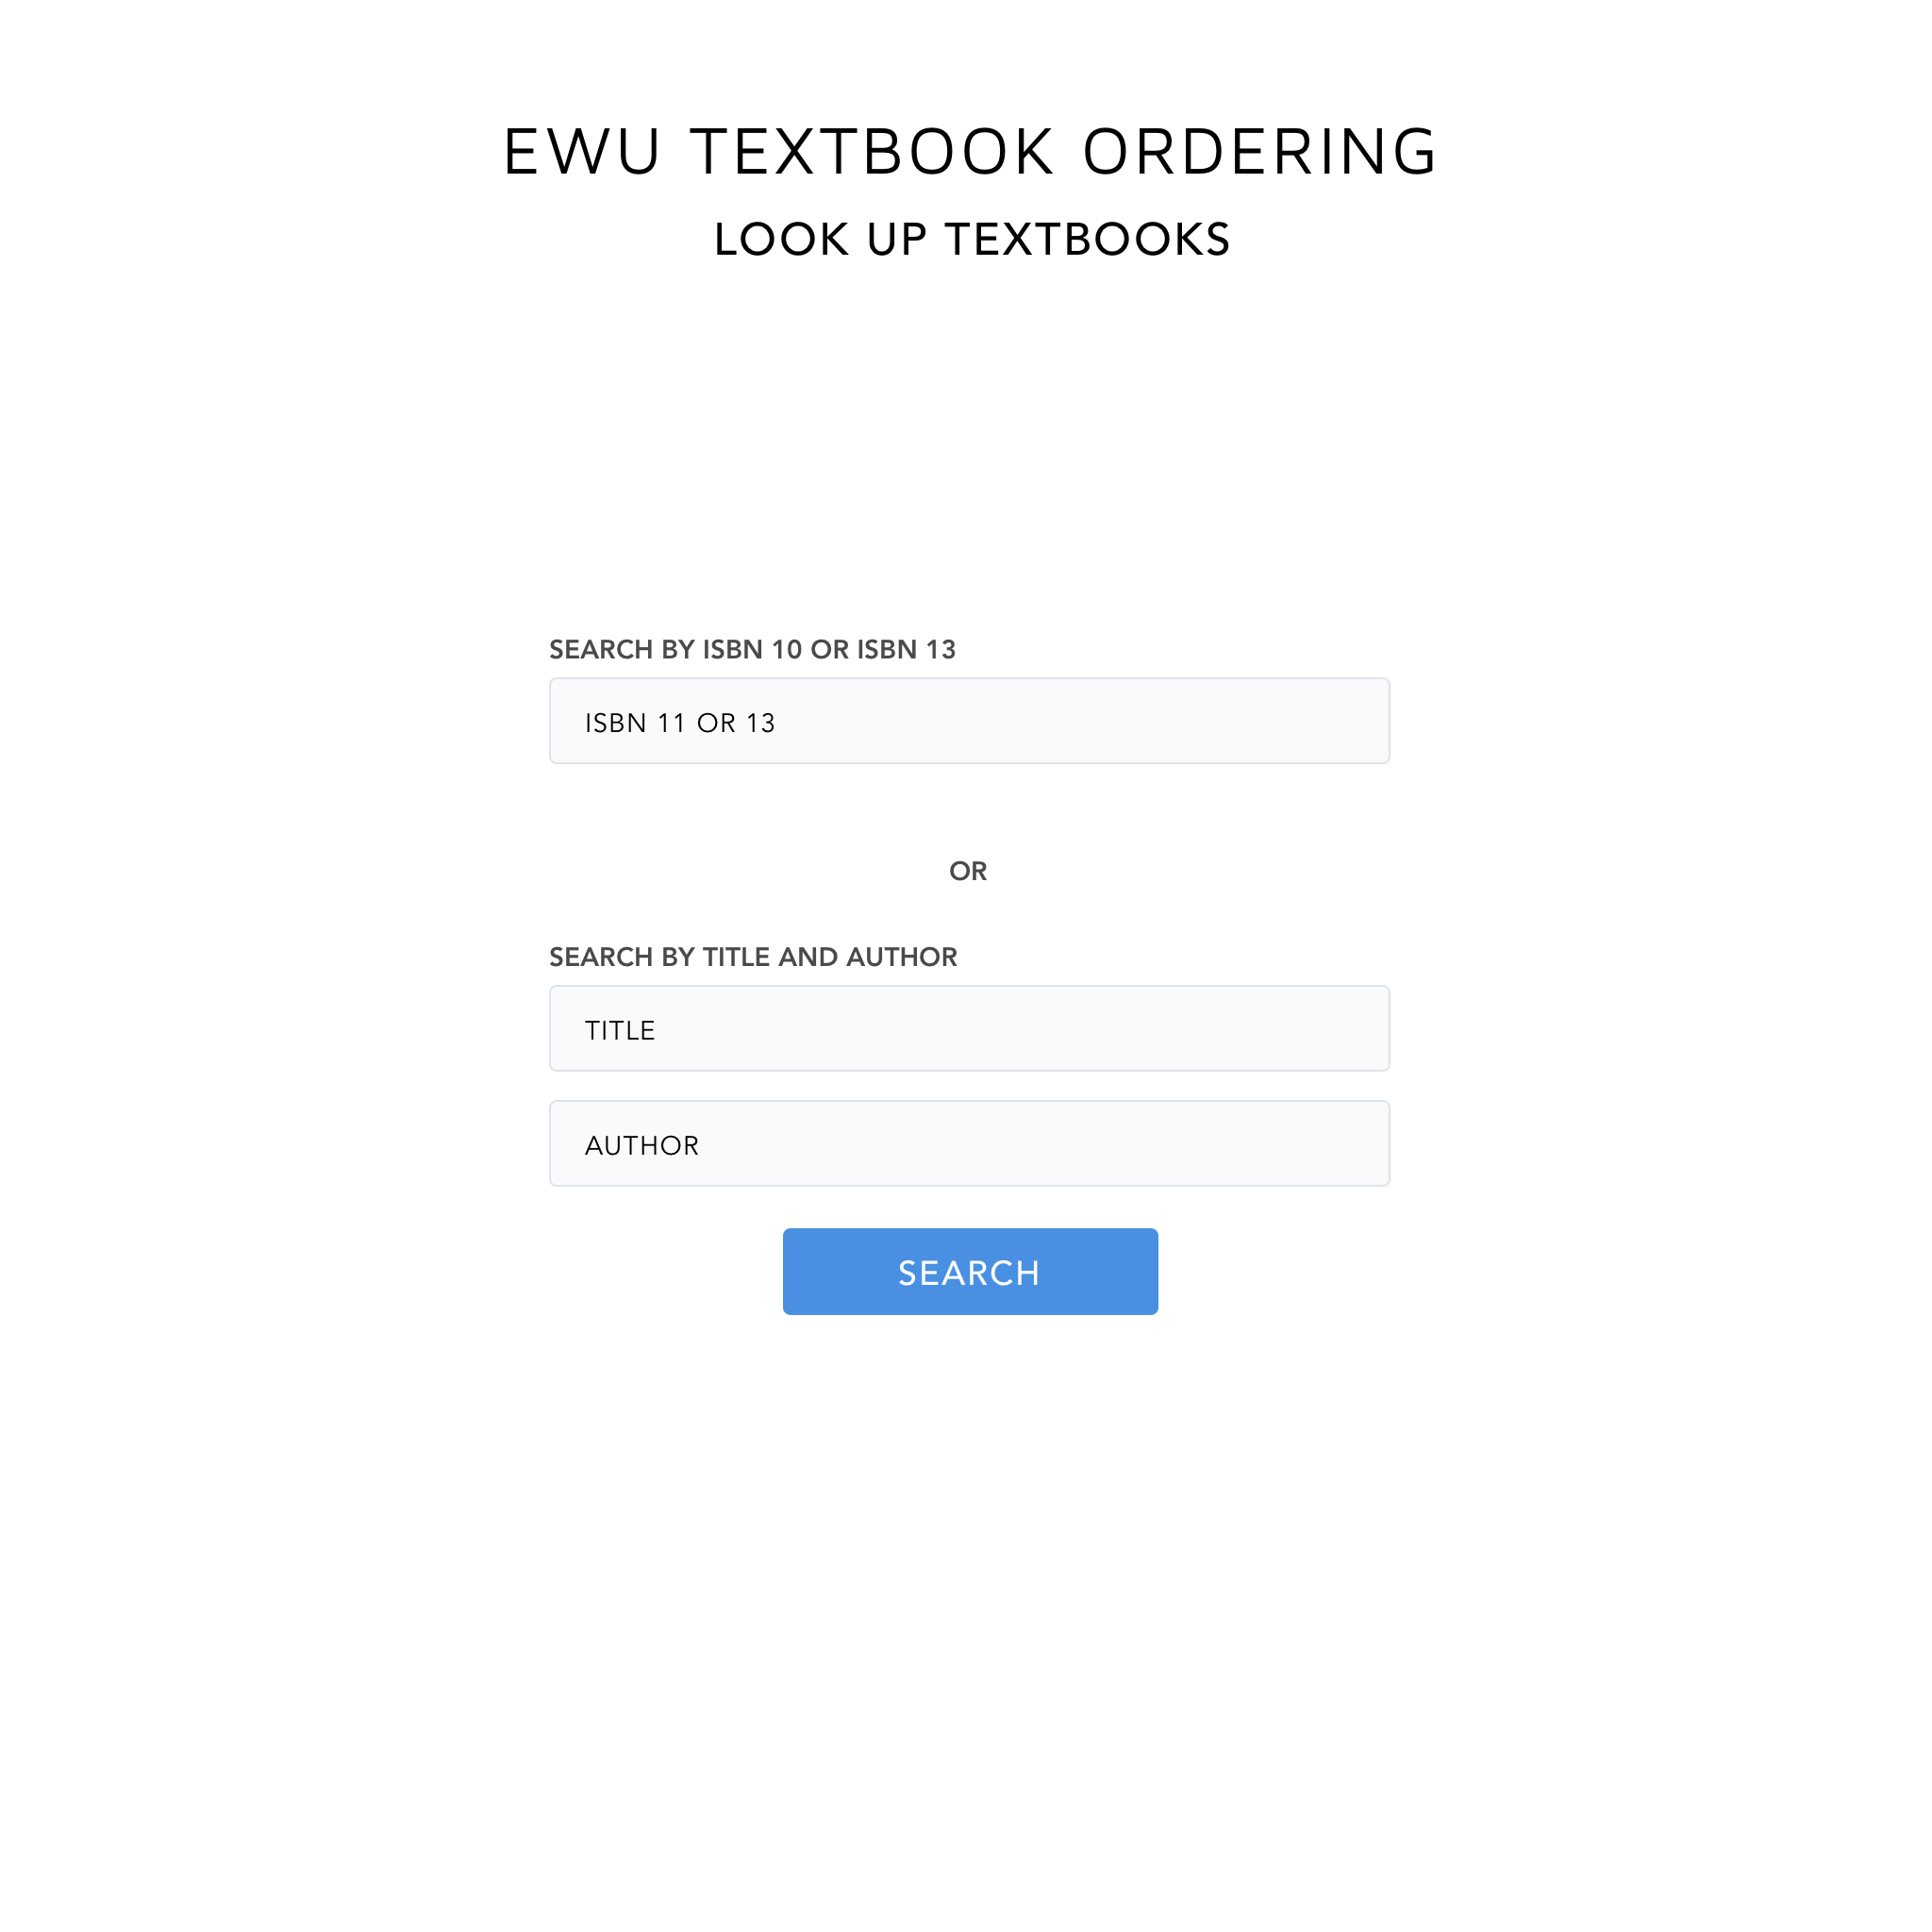 EWU TEXTBOOK ORDERING
LOOK UP TEXTBOOKS
SEARCH BY ISBN 10 OR ISBN 13
ISBN 11 OR 13
OR
SEARCH BY TITLE AND AUTHOR
TITLE
AUTHOR
SEARCH